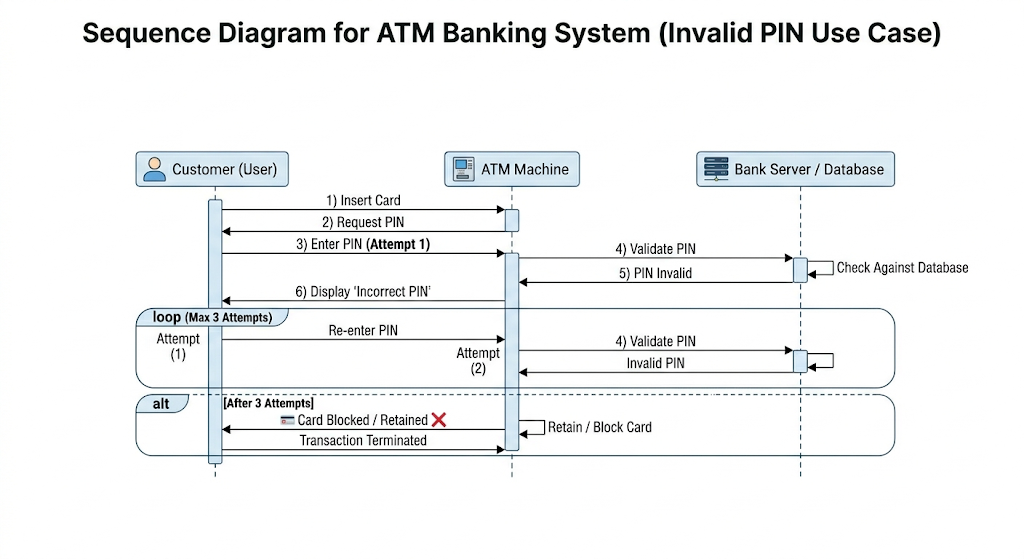 Sequence Diagram for ATM Banking System (Invalid PIN Use Case)
Customer (User)
ATM Machine
Bank Server / Database
1) Insert Card
2) Request PIN
3) Enter PIN (Attempt 1)
4) Validate PIN
Check Against Database
5) PIN Invalid
6) Display 'Incorrect PIN'
loop (Max 3 Attempts)
Re-enter PIN
Attempt
(1)
4) Validate PIN
Attempt
(2)
Invalid PIN
alt
[After 3 Attempts]
Card Blocked / Retained
Retain / Block Card
Transaction Terminated